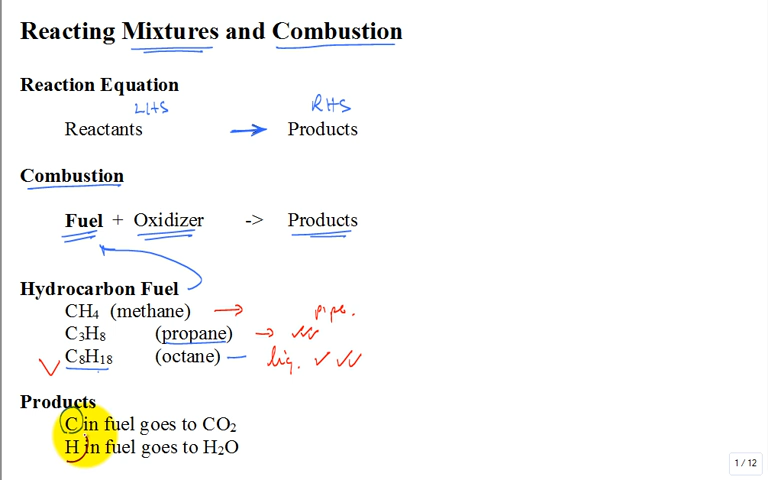 Reacting Mixtures and Combustion
Reaction Equation
LHS RHS
Reactants Products
Combustion
Fuel + Oxidizer -> Products
Hydrocarbon Fuel
CH₄ (methane) → pipe.
C₃H₈ (propane) →
C₈H₁₈ (octane) — liq.
Products
C in fuel goes to CO₂
H in fuel goes to H₂O
1 / 12